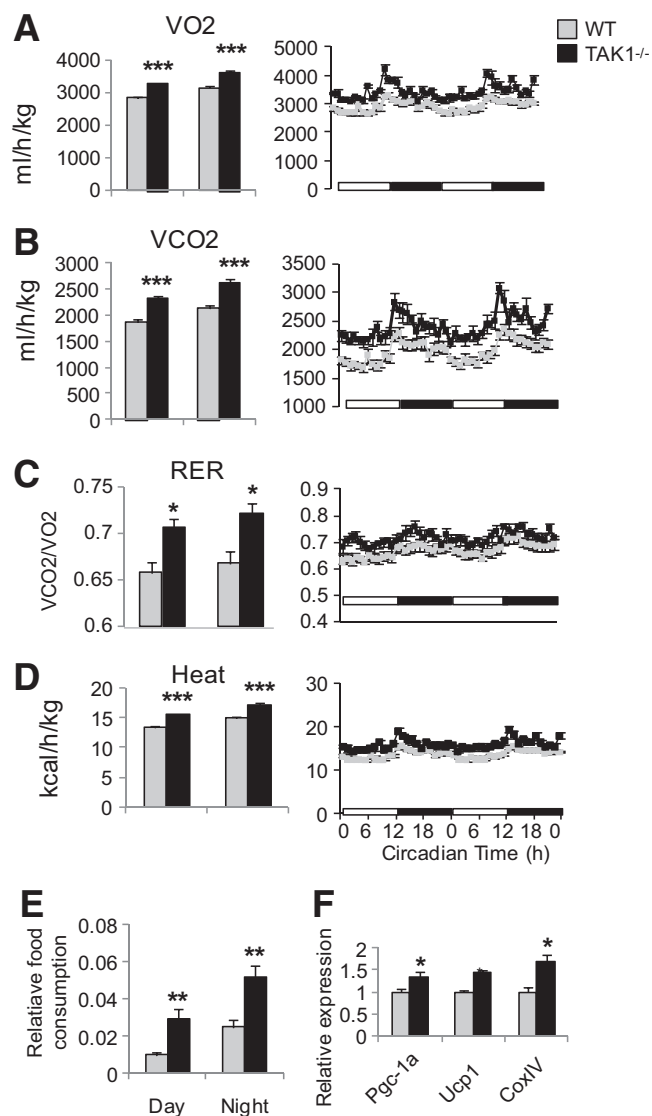 A VO2
WT
TAK1-/-
ml/h/kg
4000
3000
2000
1000
0
*** ***
5000
4000
3000
2000
1000
0
B VCO2
ml/h/kg
3000
2500
2000
1500
1000
500
0
*** ***
3500
3000
2500
2000
1500
1000
C RER
VCO2/VO2
0.75
0.7
0.65
0.6
* *
0.9
0.8
0.7
0.6
0.5
0.4
D Heat
kcal/h/kg
20
15
10
5
0
*** ***
30
20
10
0
0 6 12 18 0 6 12 18 0
Circadian Time (h)
E
Relatiave food
consumption
0.08
0.06
0.04
0.02
0
** **
Day Night
F
Relative expression
2
1.5
1
0.5
0
* * *
Pgc-1a Ucp1 CoxIV